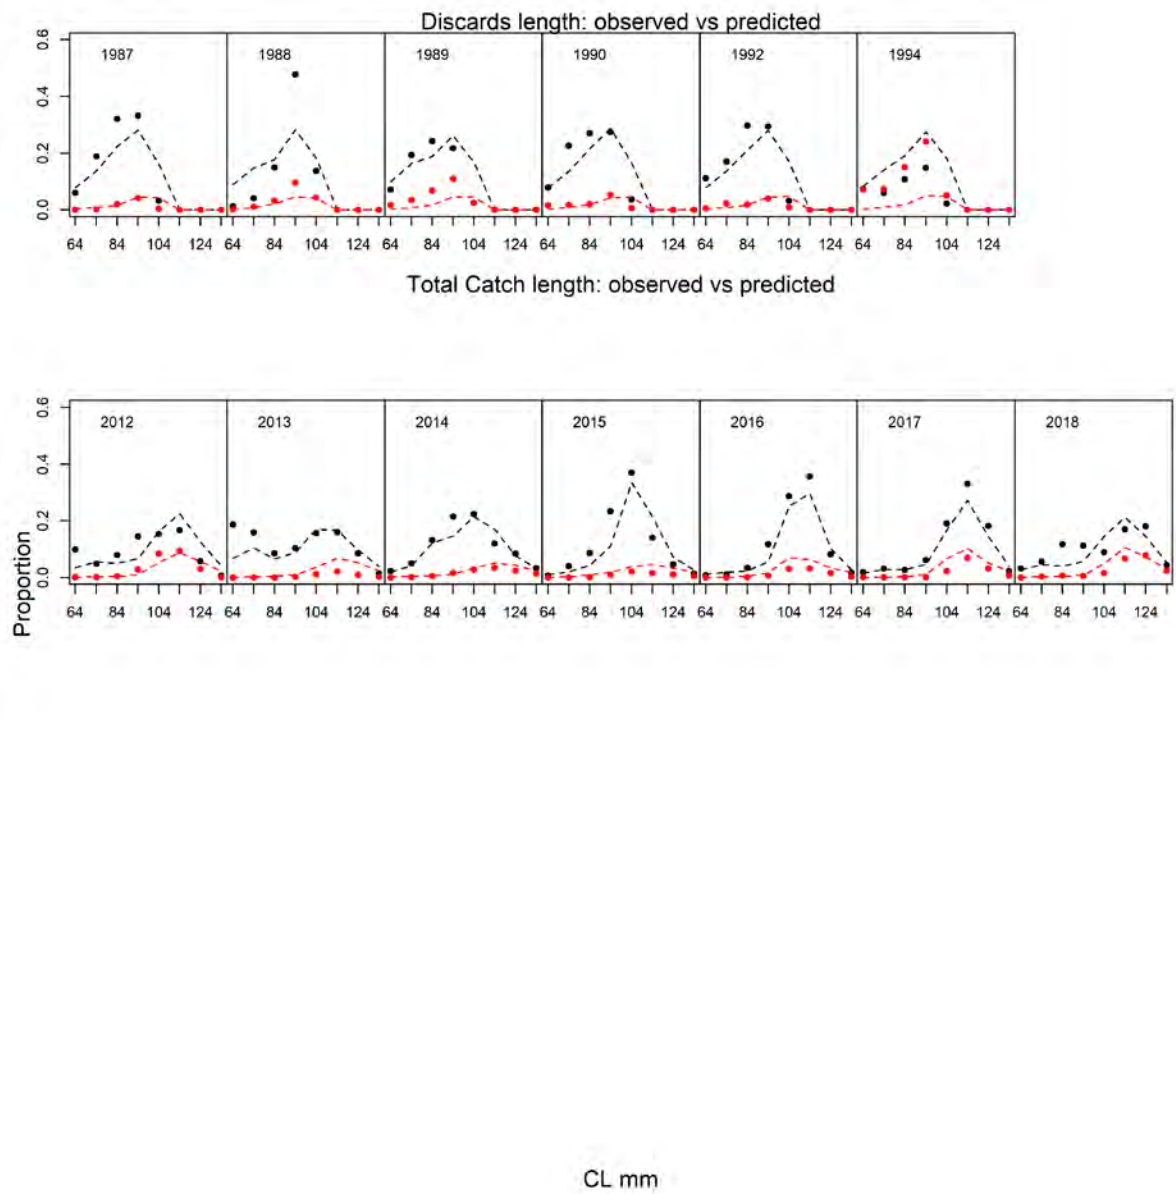 Discards length: observed vs predicted
0.6 0.4 0.2 0.0
1987 1988 1989 1990 1992 1994
64 84 104 124 64 84 104 124 64 84 104 124 64 84 104 124 64 84 104 124 64 84 104 124
Total Catch length: observed vs predicted
0.6 0.4 0.2 0.0
2012 2013 2014 2015 2016 2017 2018
64 84 104 124 64 84 104 124 64 84 104 124 64 84 104 124 64 84 104 124 64 84 104 124 64 84 104 124
Proportion
CL mm